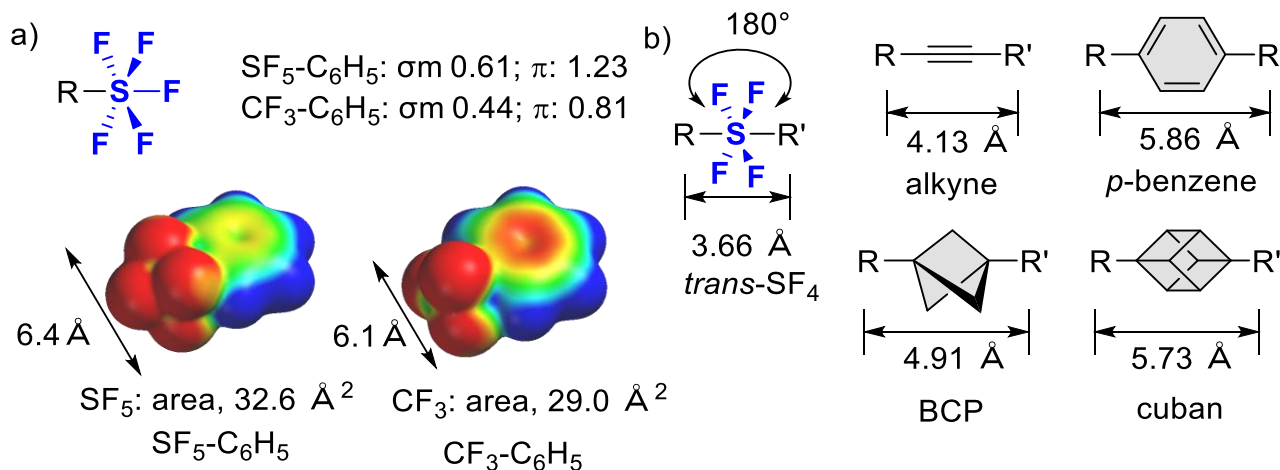 a)
F F
R S F
F F
SF₅-C₆H₅: σm 0.61; π: 1.23
CF₃-C₆H₅: σm 0.44; π: 0.81
6.4 Å
SF₅: area, 32.6 Å²
SF₅-C₆H₅
6.1 Å
CF₃: area, 29.0 Å²
CF₃-C₆H₅
b)
180°
F F
R S R'
F F
3.66 Å
trans-SF₄
R R'
4.13 Å
alkyne
R R
5.86 Å
p-benzene
R R'
4.91 Å
BCP
R R'
5.73 Å
cuban